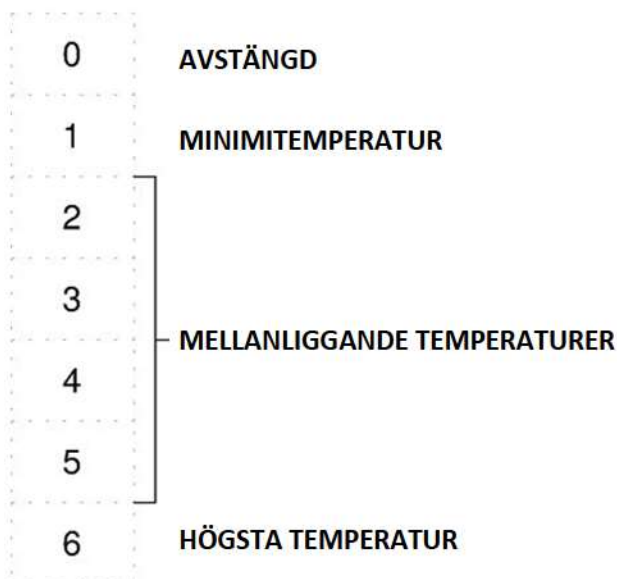 0 AVSTÄNGD
1 MINIMITEMPERATUR
2
3
MELLANLIGGANDE TEMPERATURER
4
5
6 HÖGSTA TEMPERATUR